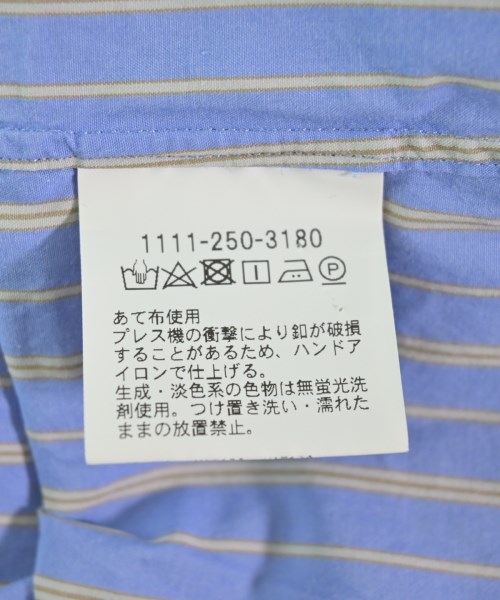 1111-250-3180
P
あて布使用
プレス機の衝撃により釦が破損
することがあるため、ハンドア
イロンで仕上げる。
生成・淡色系の色物は無蛍光洗
剤使用。つけ置き洗い・濡れた
ままの放置禁止。